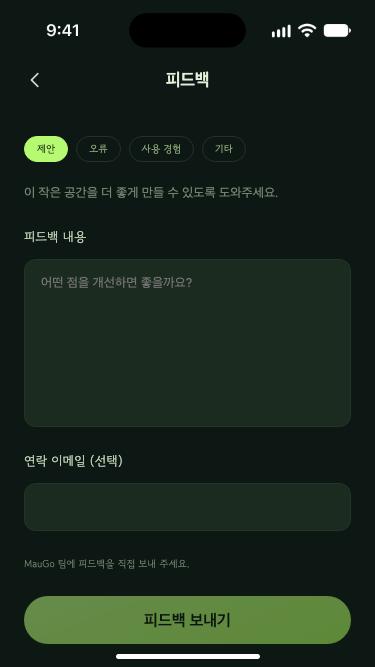 9:41
피드백
제안 오류 사용 경험 기타
이 작은 공간을 더 좋게 만들 수 있도록 도와주세요.
피드백 내용
어떤 점을 개선하면 좋을까요?
연락 이메일 (선택)
MauGo 팀에 피드백을 직접 보내 주세요.
피드백 보내기